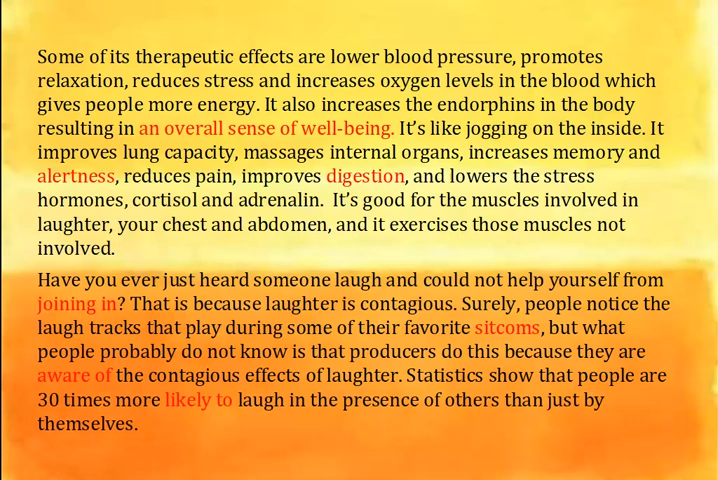 Some of its therapeutic effects are lower blood pressure, promotes
relaxation, reduces stress and increases oxygen levels in the blood which
gives people more energy. It also increases the endorphins in the body
resulting in an overall sense of well-being. It’s like jogging on the inside. It
improves lung capacity, massages internal organs, increases memory and
alertness, reduces pain, improves digestion, and lowers the stress
hormones, cortisol and adrenalin.  It’s good for the muscles involved in
laughter, your chest and abdomen, and it exercises those muscles not
involved.
Have you ever just heard someone laugh and could not help yourself from
joining in? That is because laughter is contagious. Surely, people notice the
laugh tracks that play during some of their favorite sitcoms, but what
people probably do not know is that producers do this because they are
aware of the contagious effects of laughter. Statistics show that people are
30 times more likely to laugh in the presence of others than just by
themselves.